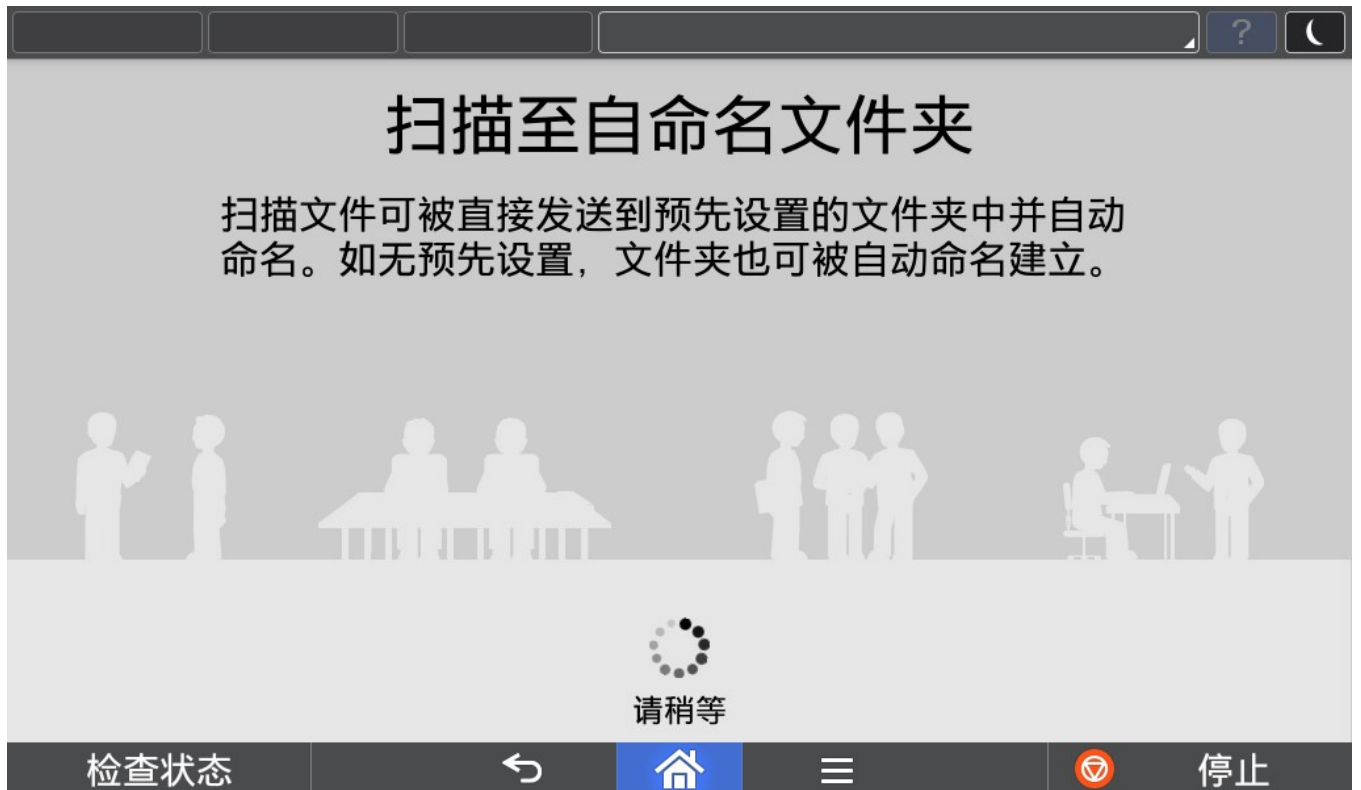 ?
扫描至自命名文件夹
扫描文件可被直接发送到预先设置的文件夹中并自动
命名。如无预先设置，文件夹也可被自动命名建立。
请稍等
检查状态
停止